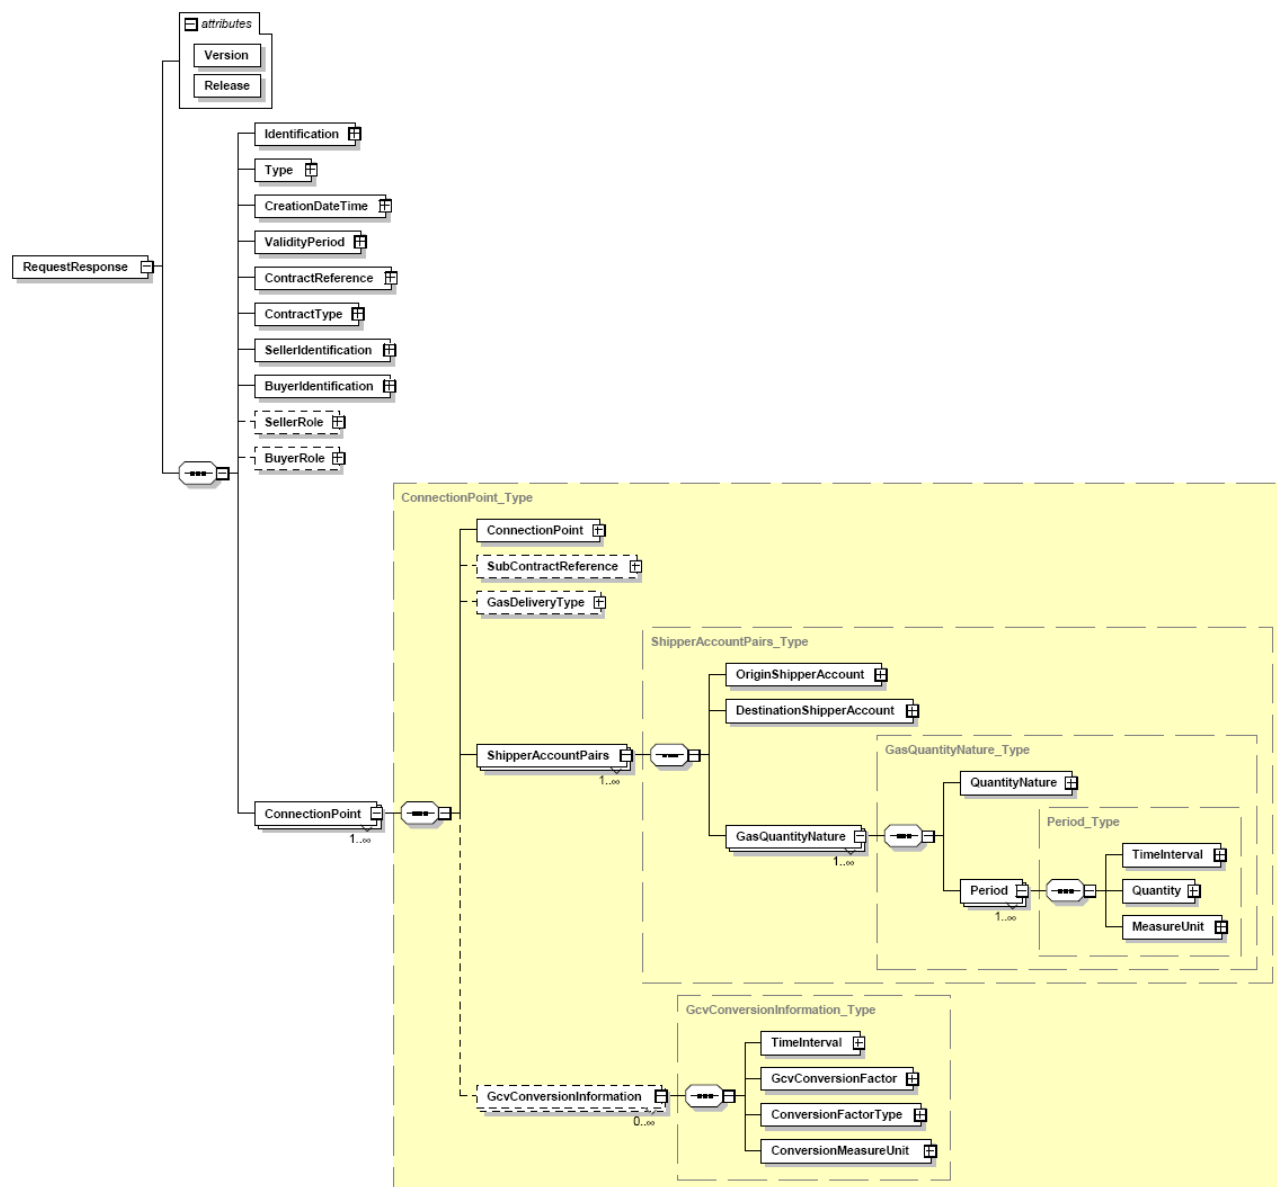 attributes
Version
Release
Identification
Type
CreationDateTime
ValidityPeriod
RequestResponse
ContractReference
ContractType
SellerIdentification
BuyerIdentification
SellerRole
BuyerRole
ConnectionPoint_Type
ConnectionPoint
SubContractReference
GasDeliveryType
ShipperAccountPairs_Type
OriginShipperAccount
DestinationShipperAccount
ShipperAccountPairs
1..∞
GasQuantityNature_Type
QuantityNature
Period_Type
ConnectionPoint
1..∞
GasQuantityNature
1..∞
TimeInterval
Period
1..∞
Quantity
MeasureUnit
GcvConversionInformation_Type
TimeInterval
GcvConversionFactor
GcvConversionInformation
0..∞
ConversionFactorType
ConversionMeasureUnit